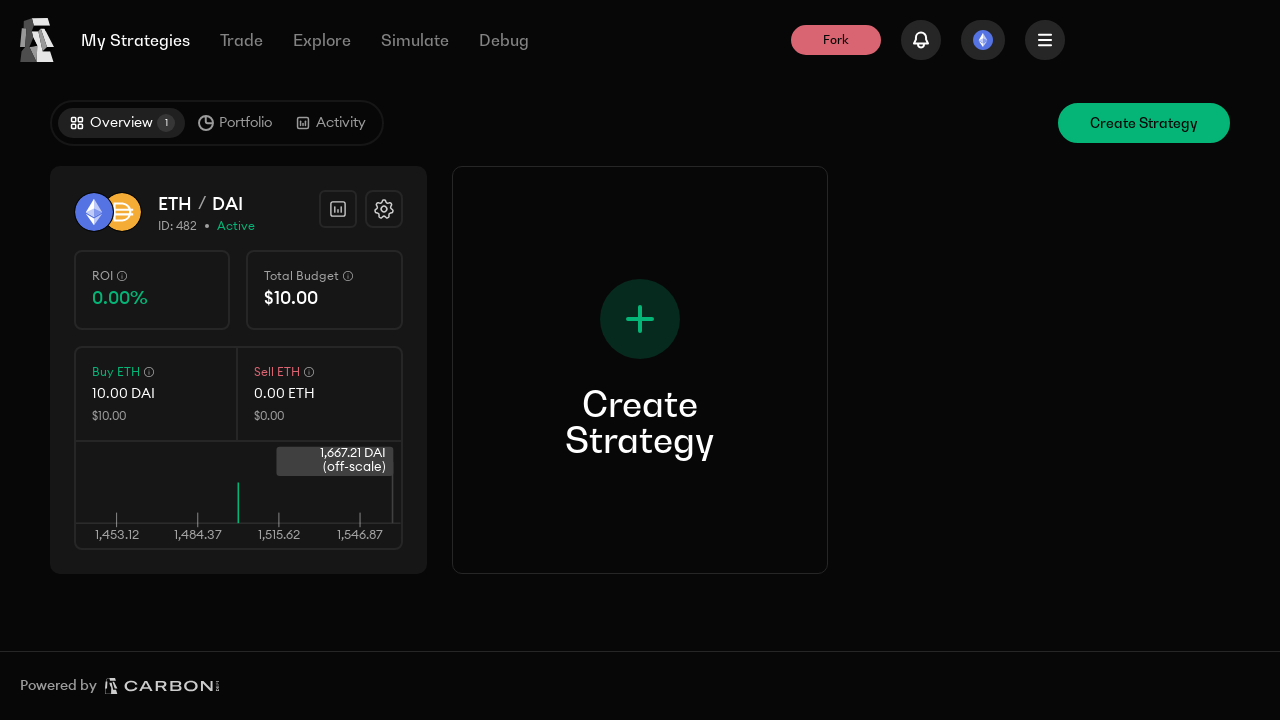 My Strategies
Trade
Explore
Simulate
Debug
Fork
Overview 1
Portfolio
Activity
Create Strategy
ETH / DAI
ID: 482 • Active
ROI
0.00%
Total Budget
$10.00
Buy ETH
10.00 DAI
$10.00
Sell ETH
0.00 ETH
$0.00
1,667.21 DAI
(off-scale)
1,453.12
1,484.37
1,515.62
1,546.87
Create
Strategy
Powered by
CARBON